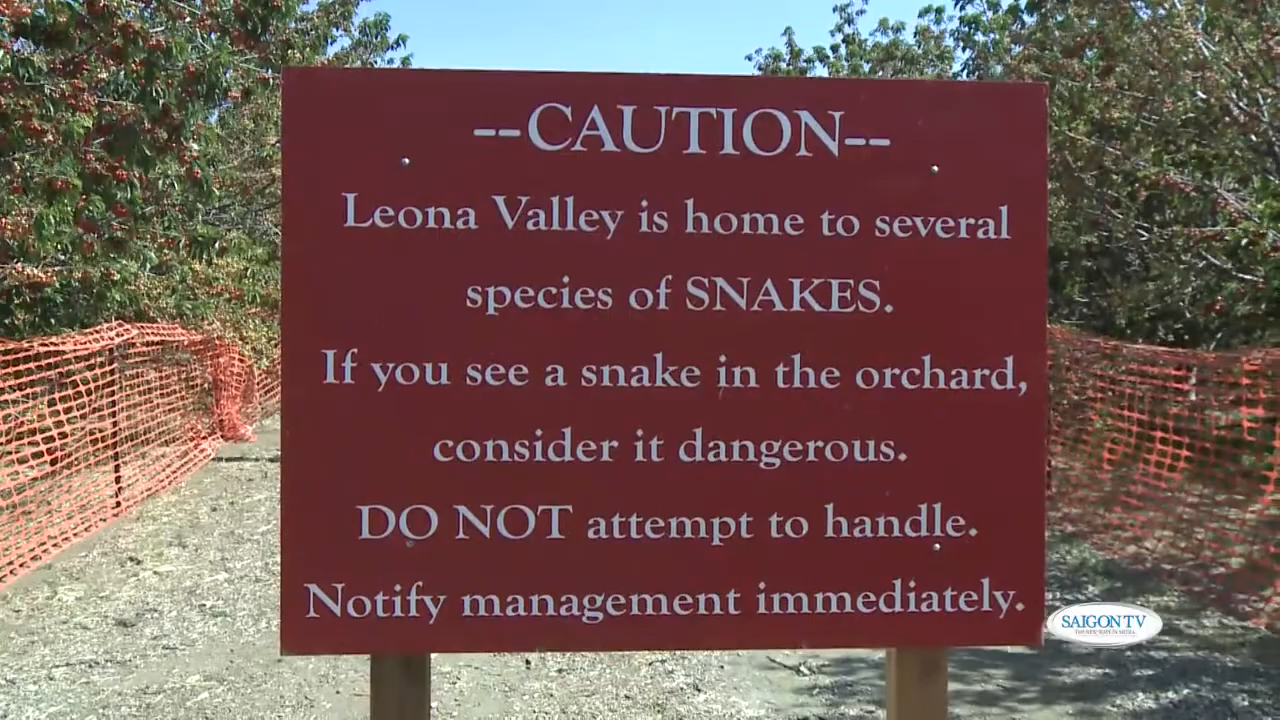 --CAUTION--
Leona Valley is home to several
species of SNAKES.
If you see a snake in the orchard,
consider it dangerous.
DO NOT attempt to handle.
Notify management immediately.
SAIGON TV